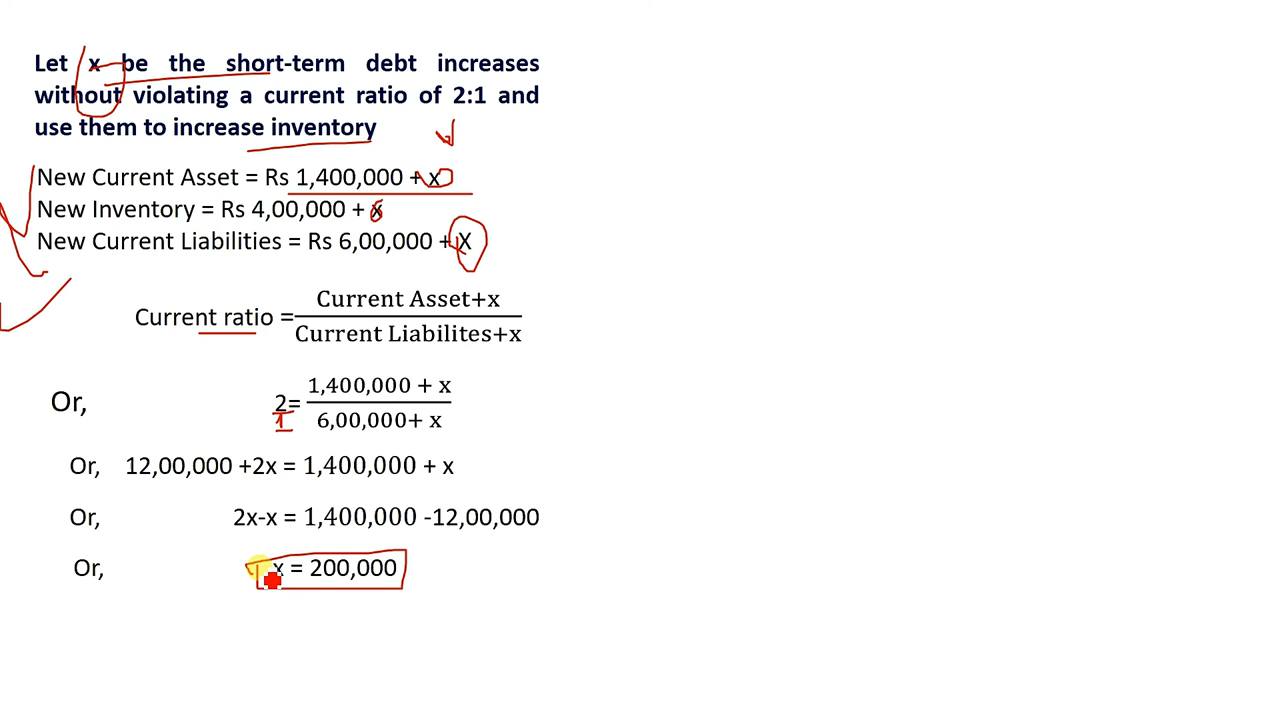 Let x be the short-term debt increases
without violating a current ratio of 2:1 and
use them to increase inventory
New Current Asset = Rs 1,400,000 + x
New Inventory = Rs 4,00,000 + x
New Current Liabilities = Rs 6,00,000 + X
Current Asset+x
Current ratio =
Current Liabilites+x
1,400,000 + x
Or, 2=
1
6,00,000+ x
Or, 12,00,000 +2x = 1,400,000 + x
Or, 2x-x = 1,400,000 -12,00,000
Or, x = 200,000